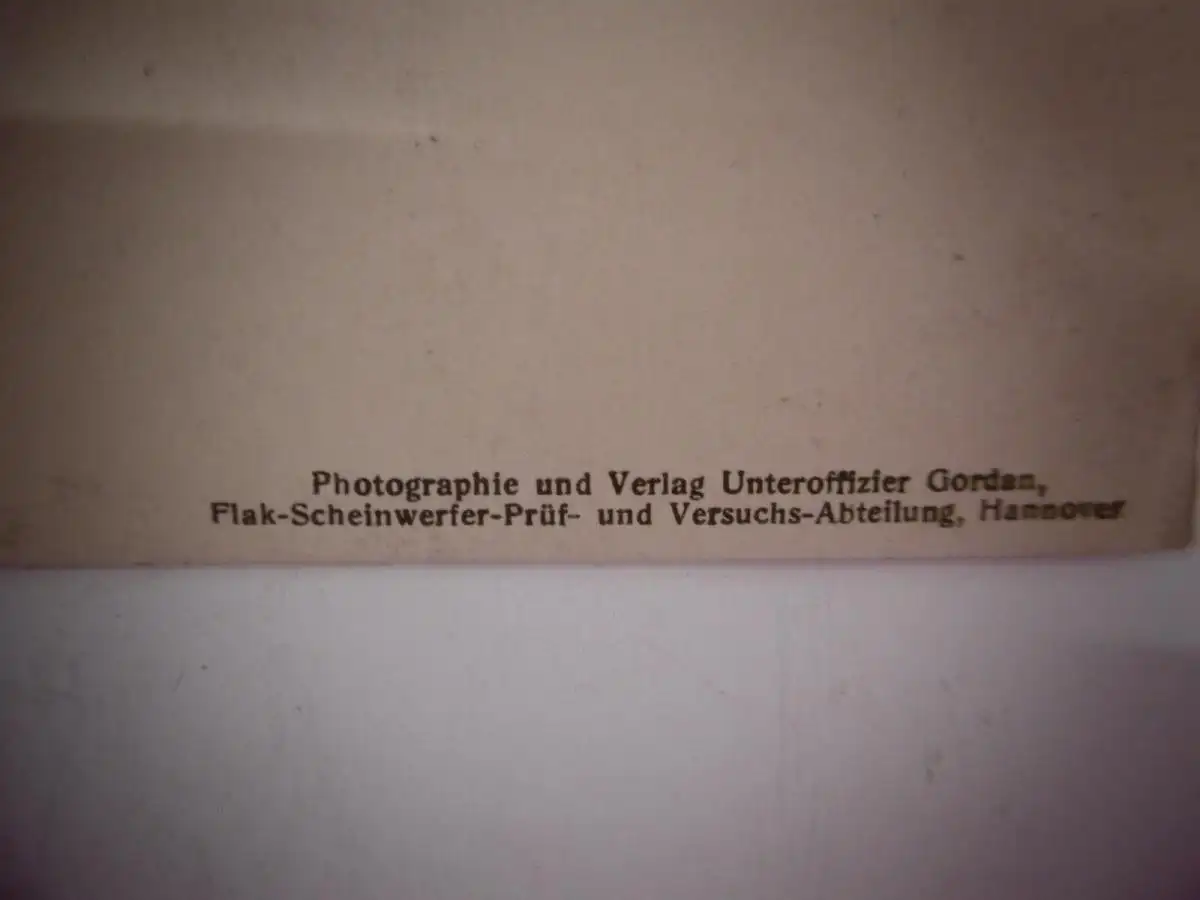 Photographie und Verlag Unteroffizier Gordan,
Flak-Scheinwerfer-Prüf- und Versuchs-Abteilung, Hannover